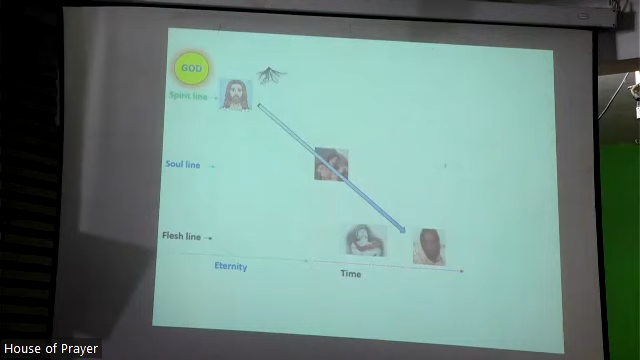 GOD
Spirit line
Soul line
Flesh line
Eternity
Time
House of Prayer